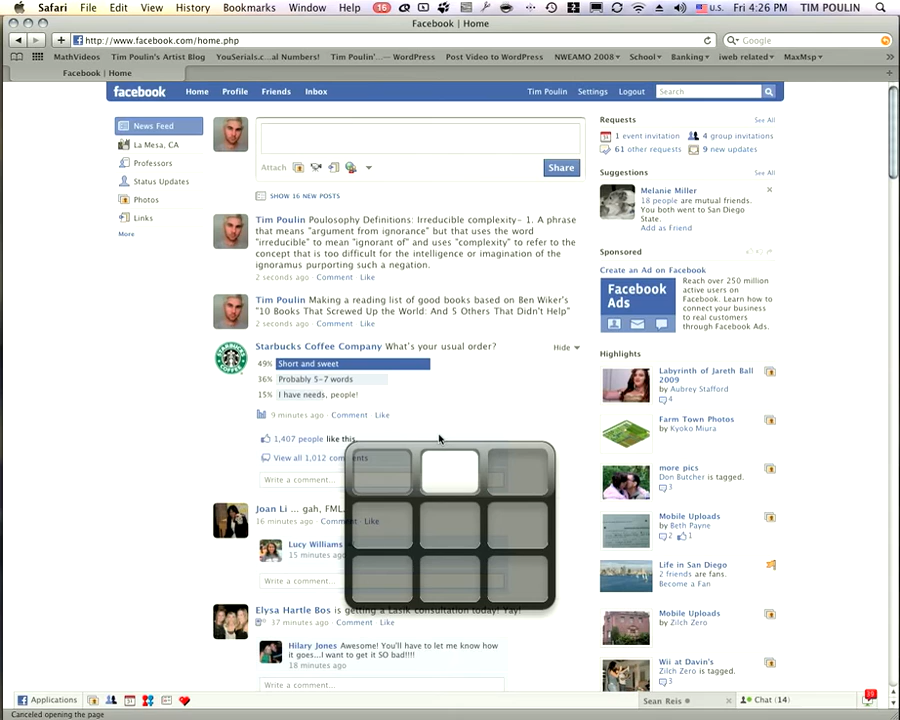 Safari File Edit View History Bookmarks Window Help 16 2 U.S. Fri 4:26 PM TIM POULIN
Facebook | Home
http://www.facebook.com/home.php Google
MathVideos Tim Poulin's Artist Blog YouSerials.c...al Numbers! Tim Poulin'... — WordPress Post Video to WordPress NWEAMO 2008 School Banking iweb related MaxMsp
Facebook | Home
facebook Home Profile Friends Inbox Tim Poulin Settings Logout Search
News Feed
La Mesa, CA
Professors
Status Updates
Photos
Links
More
Attach Share
SHOW 16 NEW POSTS
Tim Poulin Poulosophy Definitions: Irreducible complexity- 1. A phrase
that means "argument from ignorance" but that uses the word
"irreducible" to mean "ignorant of" and uses "complexity" to refer to the
concept that is too difficult for the intelligence or imagination of the
ignoramus purporting such a negation.
2 seconds ago · Comment · Like
Tim Poulin Making a reading list of good books based on Ben Wiker's
"10 Books That Screwed Up the World: And 5 Others That Didn't Help"
2 seconds ago · Comment · Like
Starbucks Coffee Company What's your usual order? Hide
49% Short and sweet
36% Probably 5-7 words
15% I have needs, people!
9 minutes ago · Comment · Like
1,407 people like this.
View all 1,012 comments
Write a comment...
Joan Li ... gah, FML.
16 minutes ago · Comment · Like
Lucy Williams
15 minutes ago
Write a comment...
Elysa Hartle Bos is getting a Lasik consultation today! Yay!
37 minutes ago · Comment · Like
Hilary Jones Awesome! You'll have to let me know how
it goes...I want to get it SO bad!!!!
18 minutes ago
Write a comment...
Requests See All
1 event invitation 4 group invitations
61 other requests 9 new updates
Suggestions See All
Melanie Miller
18 people are mutual friends.
You both went to San Diego
State.
Add as Friend
Sponsored
Create an Ad on Facebook
Facebook
Ads
Reach over 250 million
active users on
Facebook. Learn how to
connect your business
to real customers
through Facebook Ads.
Highlights
Labyrinth of Jareth Ball
2009
by Aubrey Stafford
4
Farm Town Photos
by Kyoko Miura
more pics
Don Butcher is tagged.
3
Mobile Uploads
by Beth Payne
2 1
Life in San Diego
2 friends are fans.
Become a Fan
Mobile Uploads
by Zilch Zero
Wii at Davin's
Zilch Zero is tagged.
3
Applications Sean Reis Chat (14)
Canceled opening the page